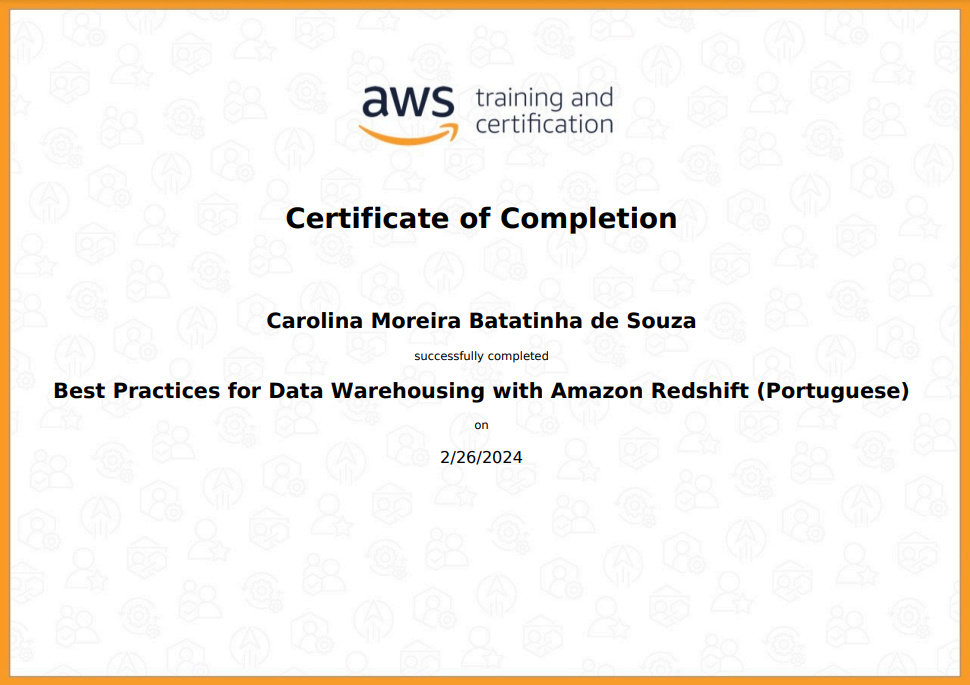 aws training and
certification
Certificate of Completion
Carolina Moreira Batatinha de Souza
successfully completed
Best Practices for Data Warehousing with Amazon Redshift (Portuguese)
on
2/26/2024